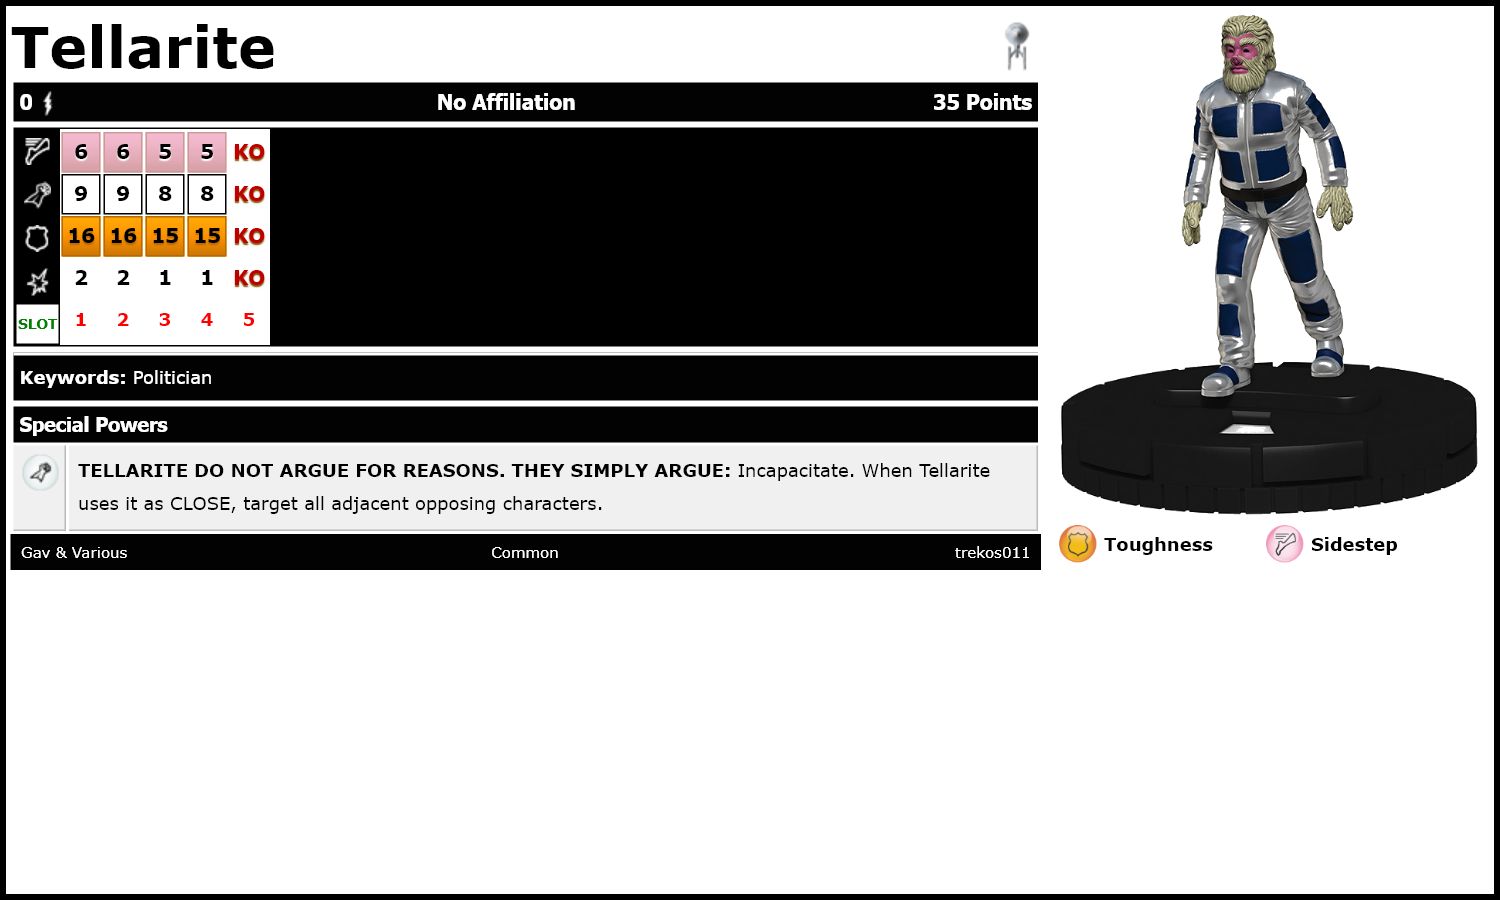 Tellarite
0 No Affiliation 35 Points
6 6 5 5 KO
9 9 8 8 KO
16 16 15 15 KO
2 2 1 1 KO
SLOT 1 2 3 4 5
Keywords: Politician
Special Powers
TELLARITE DO NOT ARGUE FOR REASONS. THEY SIMPLY ARGUE: Incapacitate. When Tellarite
uses it as CLOSE, target all adjacent opposing characters.
Gav & Various Common trekos011
Toughness Sidestep